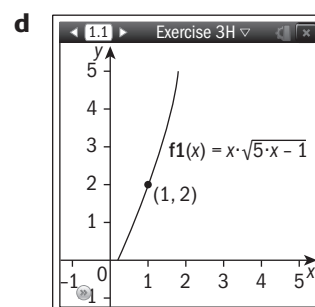 d
1.1 Exercise 3H
y
5
4
3
2
1
f1(x) = x·√5·x – 1
(1, 2)
–1 0 1 2 3 4 5 x
–1